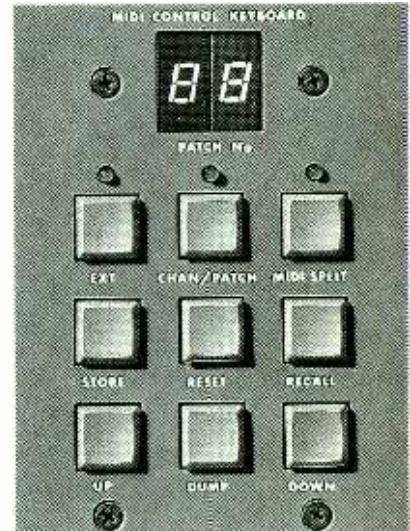 MIDI CONTROL KEYBOARD
88
PATCH No
EXT CHAN/PATCH MIDI SPLIT
STORE RESET RECALL
UP DUMP DOWN